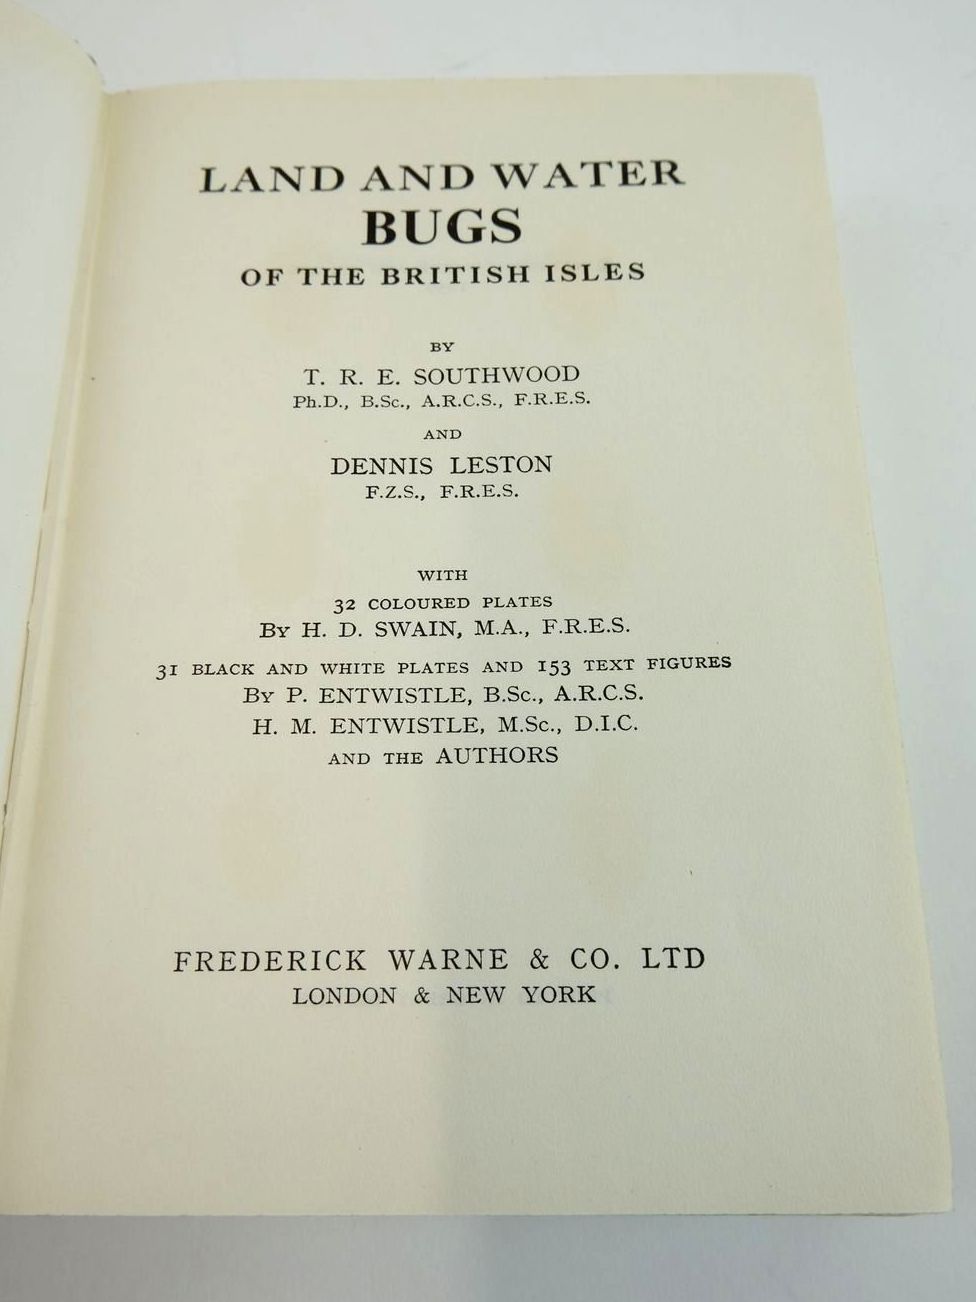 LAND AND WATER
BUGS
OF THE BRITISH ISLES
BY
T. R. E. SOUTHWOOD
Ph.D., B.Sc., A.R.C.S., F.R.E.S.
AND
DENNIS LESTON
F.Z.S., F.R.E.S.
WITH
32 COLOURED PLATES
By H. D. SWAIN, M.A., F.R.E.S.
31 BLACK AND WHITE PLATES AND 153 TEXT FIGURES
By P. ENTWISTLE, B.Sc., A.R.C.S.
H. M. ENTWISTLE, M.Sc., D.I.C.
AND THE AUTHORS
FREDERICK WARNE & CO. LTD
LONDON & NEW YORK